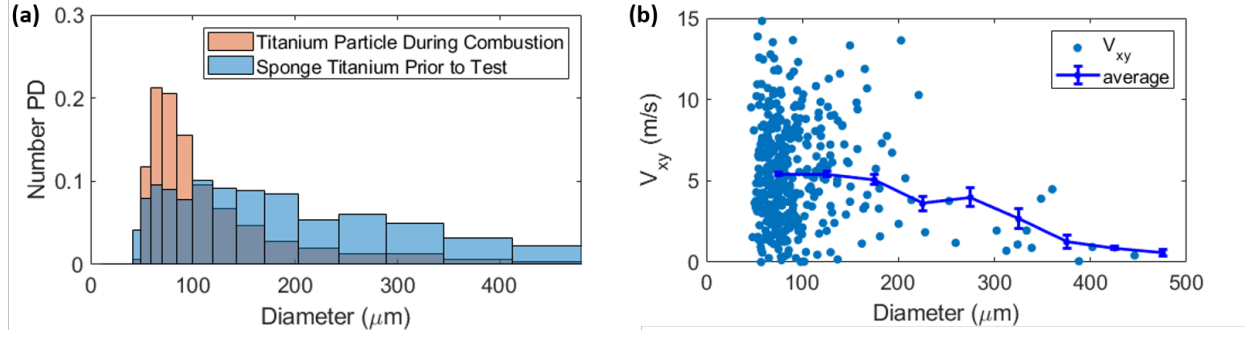 (a)
0.3
0.2
0.1
0
Number PD
Titanium Particle During Combustion
Sponge Titanium Prior to Test
0 100 200 300 400
Diameter (μm)
(b)
15
10
5
0
V_xy (m/s)
V_xy
average
0 100 200 300 400 500
Diameter (μm)